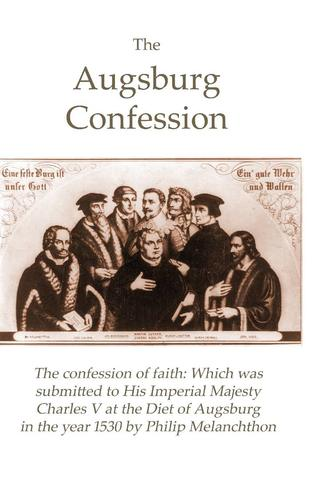 The
Augsburg
Confession
Eine feste Burg ist
unser Gott
Ein' gute Wehr
und Waffen
MARTIN LUTHER
The confession of faith: Which was
submitted to His Imperial Majesty
Charles V at the Diet of Augsburg
in the year 1530 by Philip Melanchthon